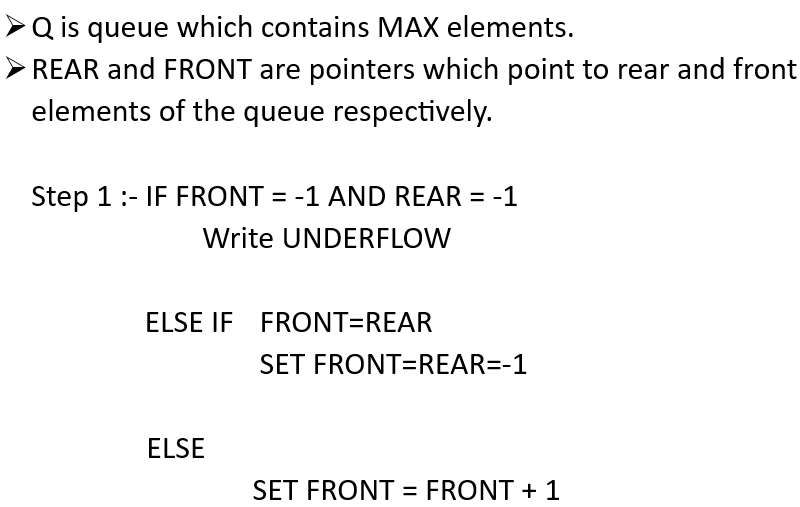 ➢ Q is queue which contains MAX elements.
➢ REAR and FRONT are pointers which point to rear and front
elements of the queue respectively.
Step 1 :- IF FRONT = -1 AND REAR = -1
Write UNDERFLOW
ELSE IF FRONT=REAR
SET FRONT=REAR=-1
ELSE
SET FRONT = FRONT + 1